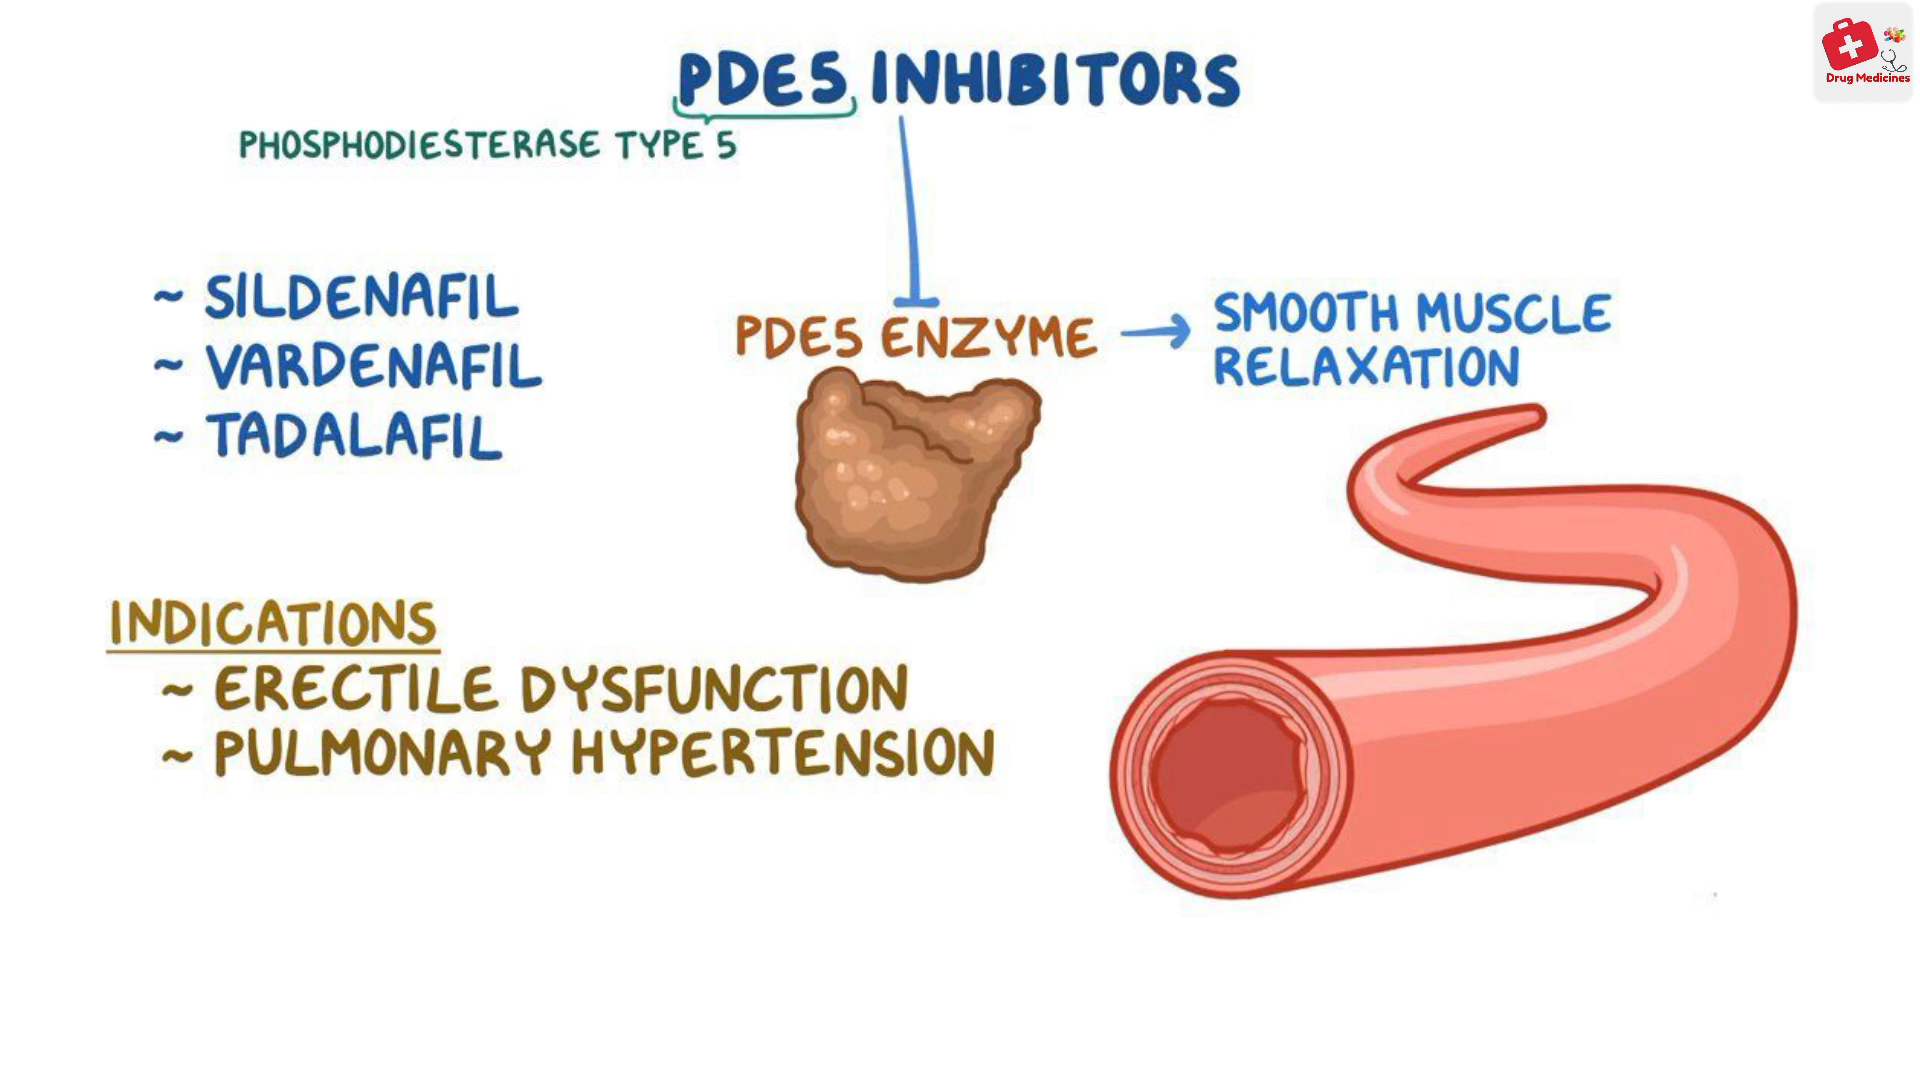 PDE5 INHIBITORS
PHOSPHODIESTERASE TYPE 5
~ SILDENAFIL
~ VARDENAFIL
~ TADALAFIL
PDE5 ENZYME
SMOOTH MUSCLE
RELAXATION
INDICATIONS
~ ERECTILE DYSFUNCTION
~ PULMONARY HYPERTENSION
Drug Medicines